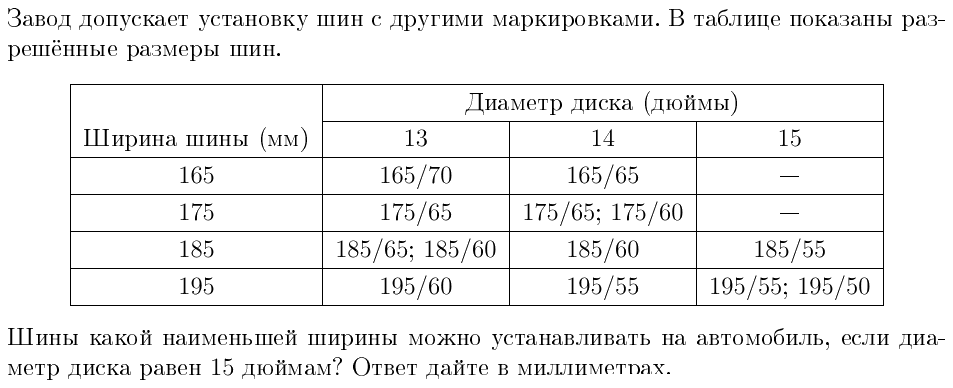 Завод допускает установку шин с другими маркировками. В таблице показаны раз-
решённые размеры шин.
Диаметр диска (дюймы)
Ширина шины (мм) 13 14 15
165 165/70 165/65 —
175 175/65 175/65; 175/60 —
185 185/65; 185/60 185/60 185/55
195 195/60 195/55 195/55; 195/50
Шины какой наименьшей ширины можно устанавливать на автомобиль, если диа-
метр диска равен 15 дюймам? Ответ дайте в миллиметрах.